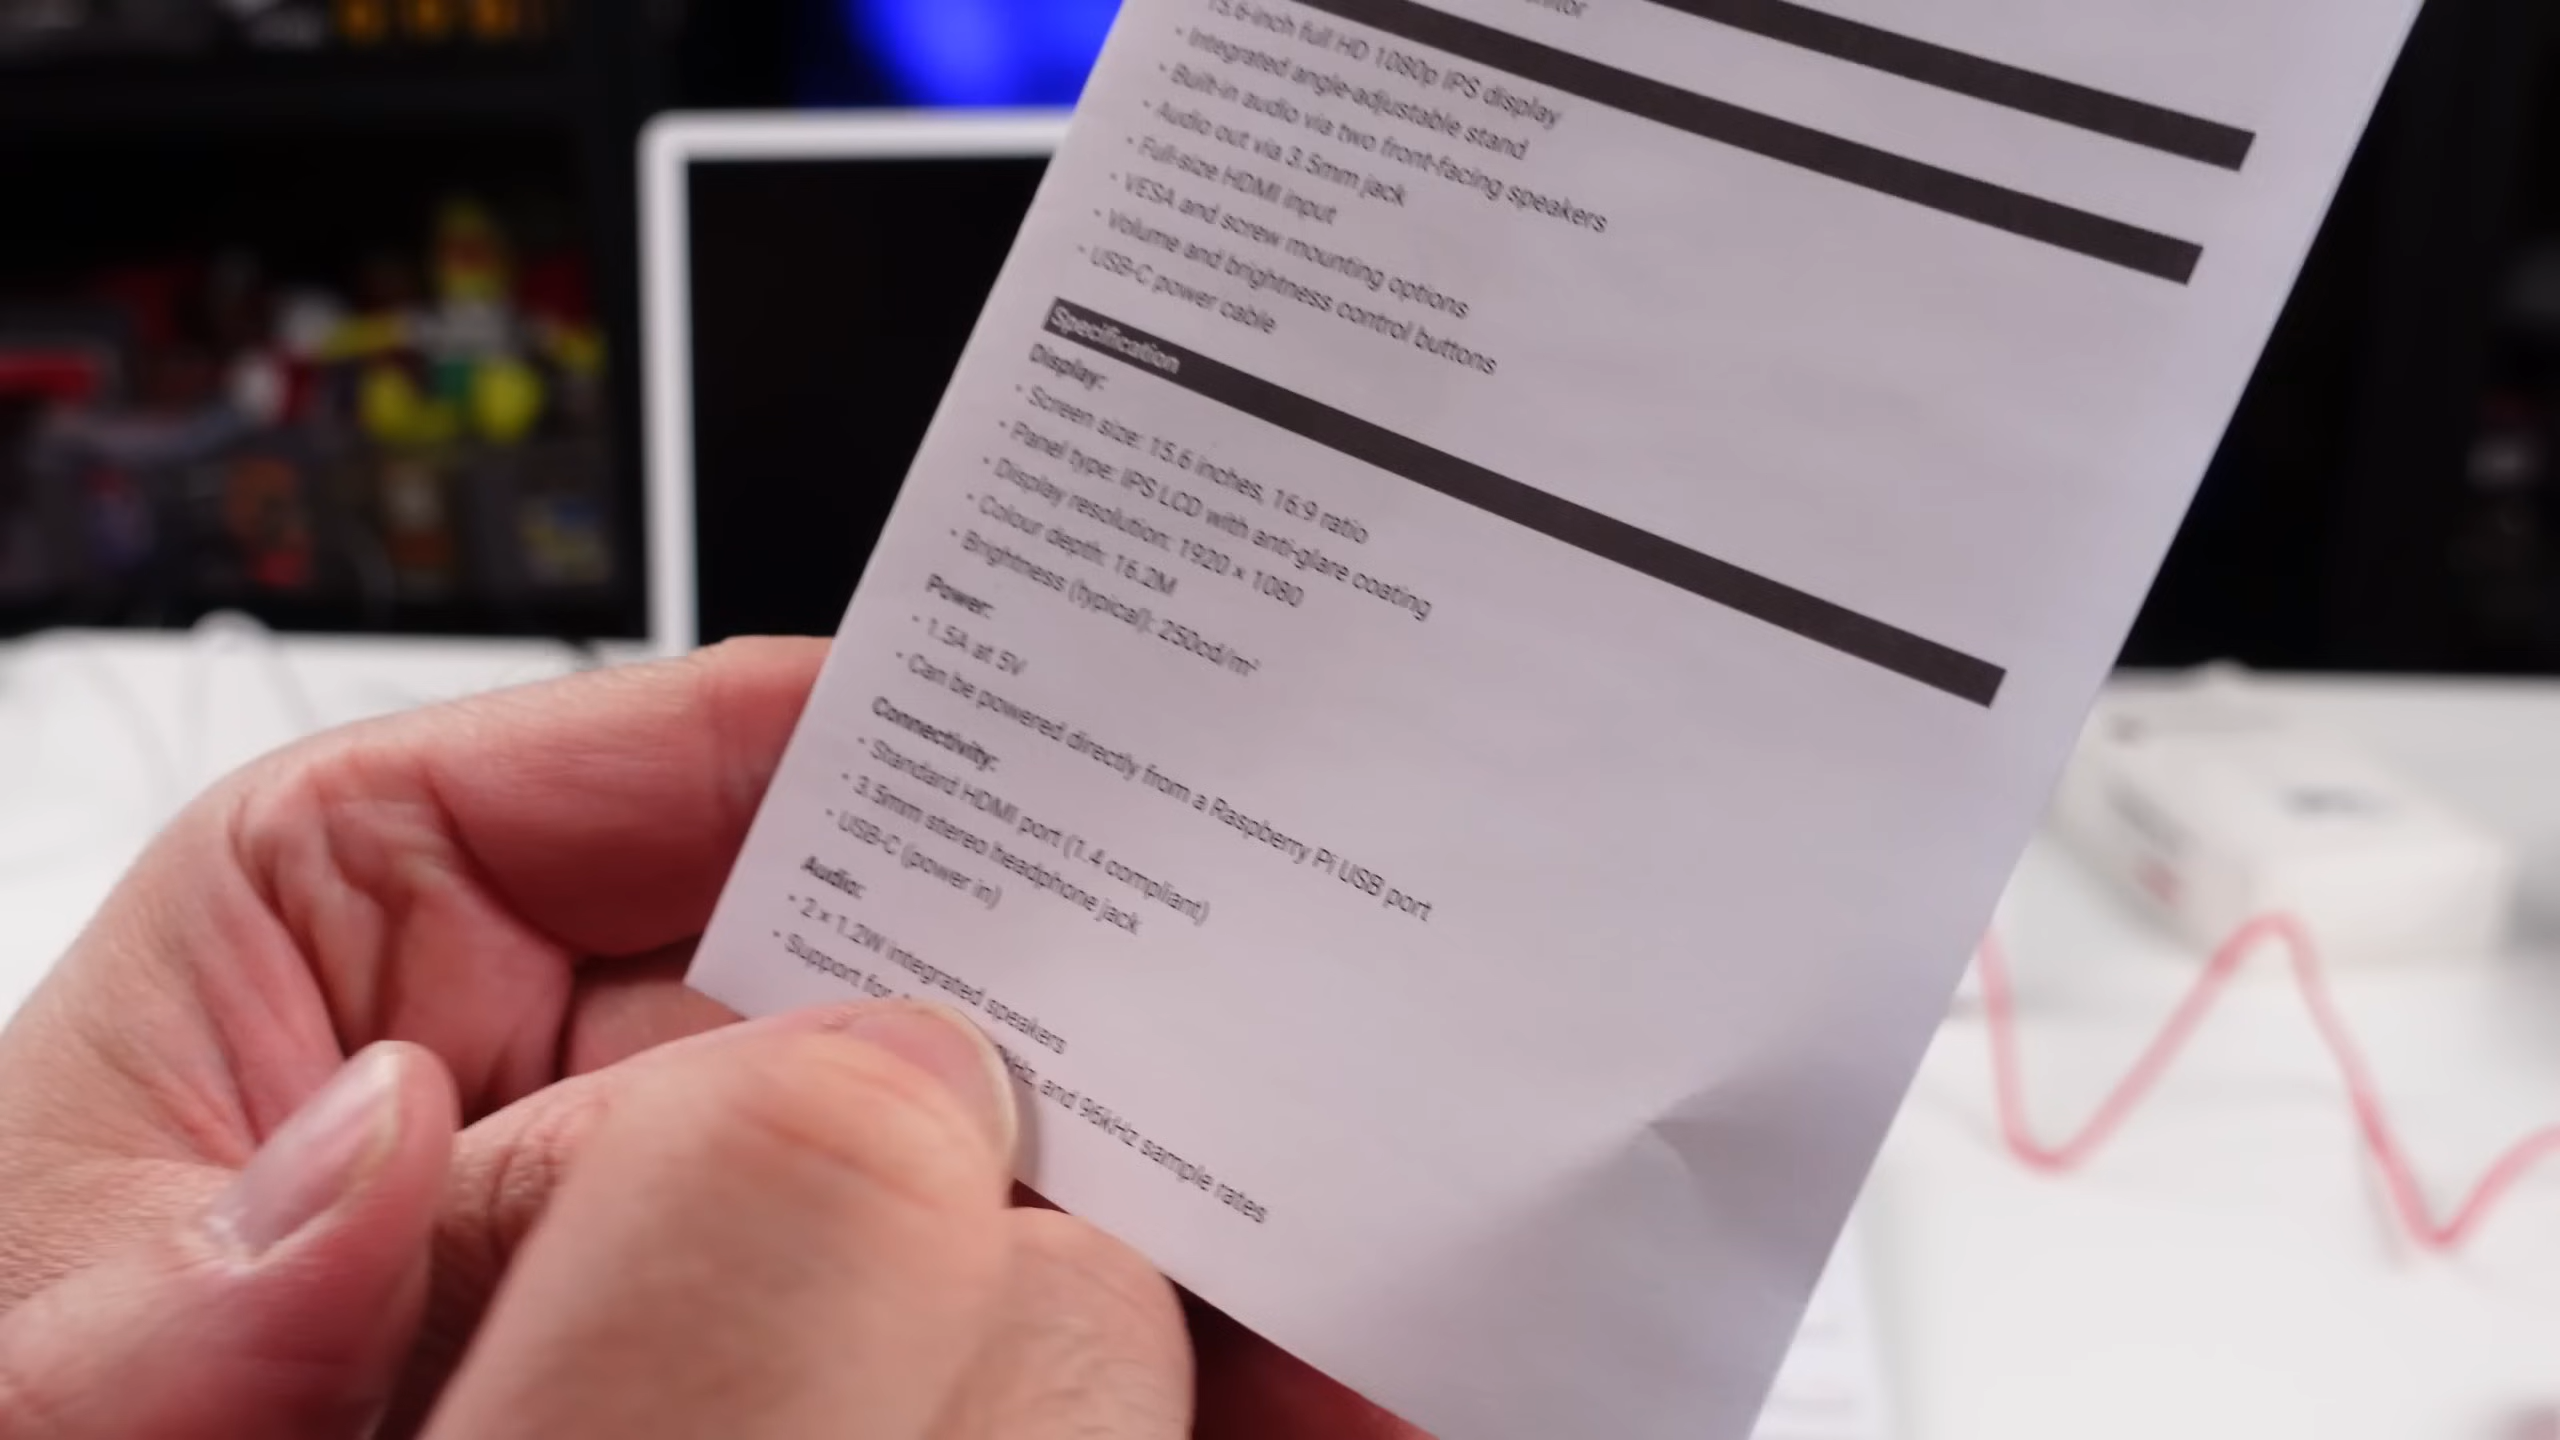 15.6-inch full HD 1080p IPS display
• Integrated angle-adjustable stand
• Built-in audio via two front-facing speakers
• Audio out via 3.5mm jack
• Full-size HDMI input
• VESA and screw mounting options
• Volume and brightness control buttons
• USB-C power cable
Specification
Display:
• Screen size: 15.6 inches, 16:9 ratio
• Panel type: IPS LCD with anti-glare coating
• Display resolution: 1920 × 1080
• Colour depth: 16.2M
• Brightness (typical): 250cd/m²
Power:
• 1.5A at 5V
• Can be powered directly from a Raspberry Pi USB port
Connectivity:
• Standard HDMI port (1.4 compliant)
• 3.5mm stereo headphone jack
• USB-C (power in)
Audio:
• 2 × 1.2W integrated speakers
• Support for kHz, and 96kHz sample rates